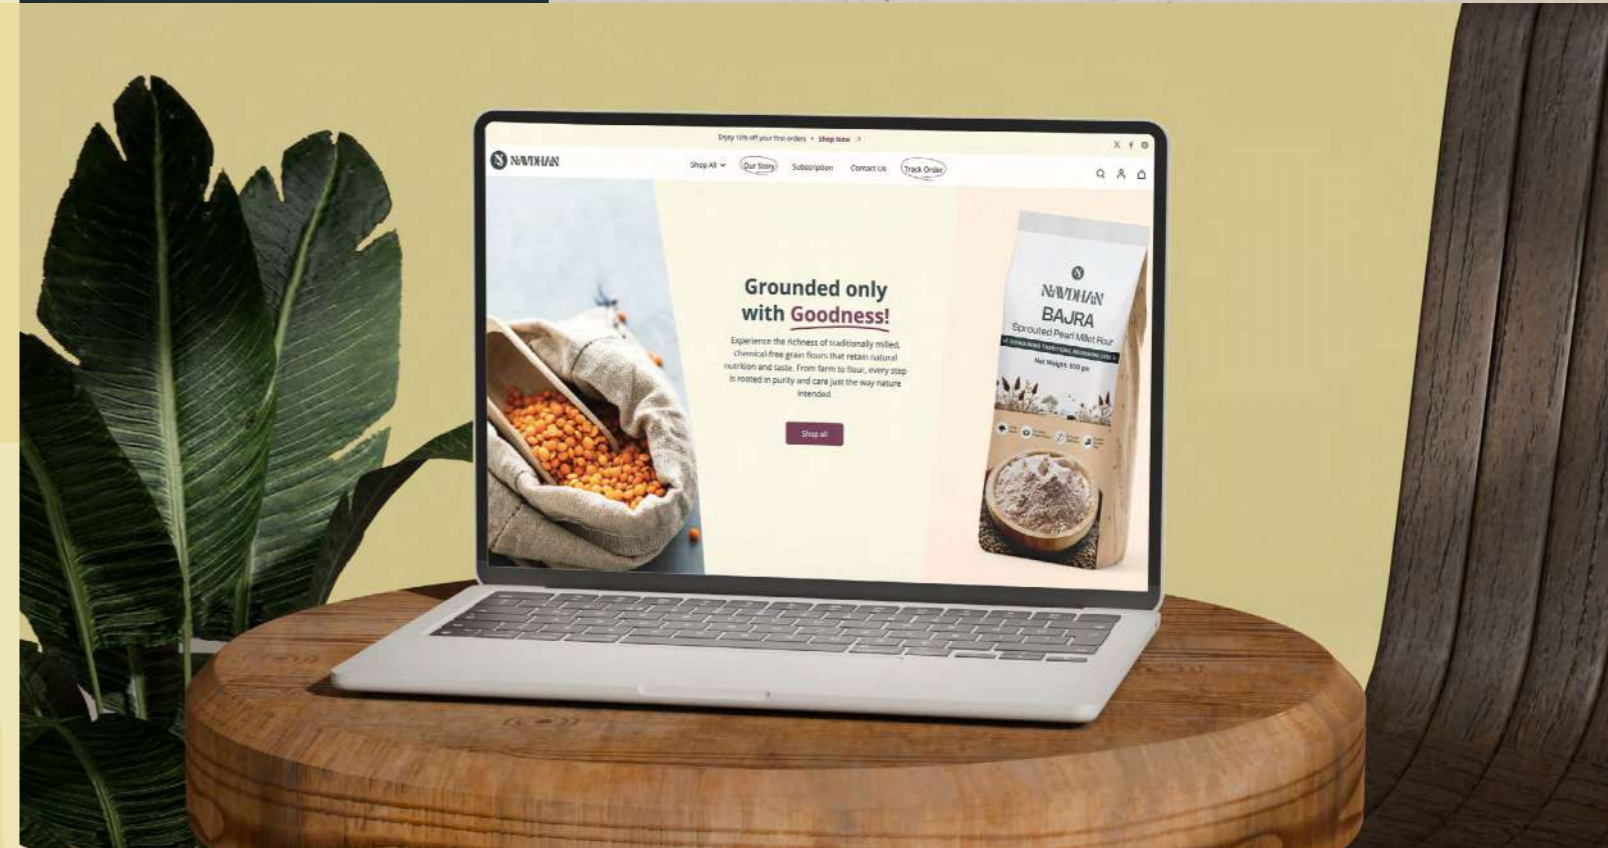 Enjoy 10% off your first orders • Shop Now
NAVDHAN
Shop All Our Story Subscription Contact Us Track Order
Grounded only
with Goodness!
Experience the richness of traditionally milled,
chemical-free grain flours that retain natural
nutrition and taste. From farm to flour, every step
is rooted in purity and care just the way nature
intended.
Shop all
NAVDHAN
BAJRA
Sprouted Pearl Millet Flour
Net Weight: 500 gm